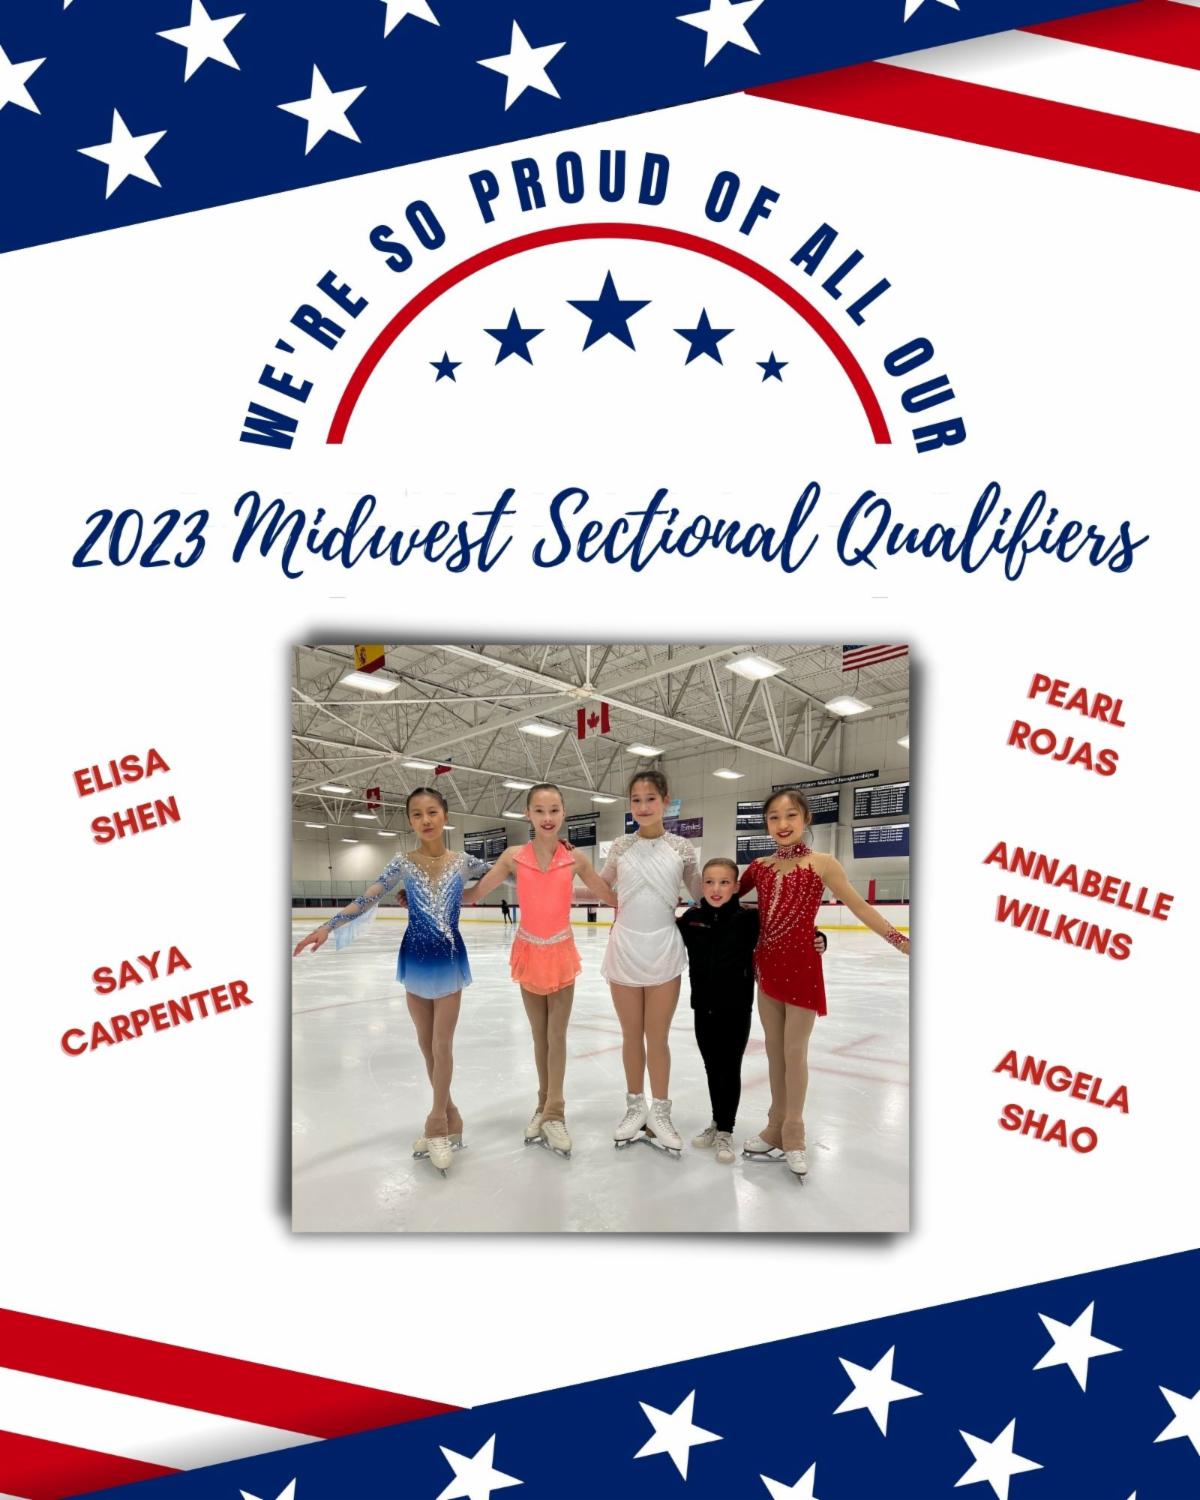 WE'RE SO PROUD OF ALL OUR
2023 Midwest Sectional Qualifiers
ELISA
SHEN
SAYA
CARPENTER
PEARL
ROJAS
ANNABELLE
WILKINS
ANGELA
SHAO